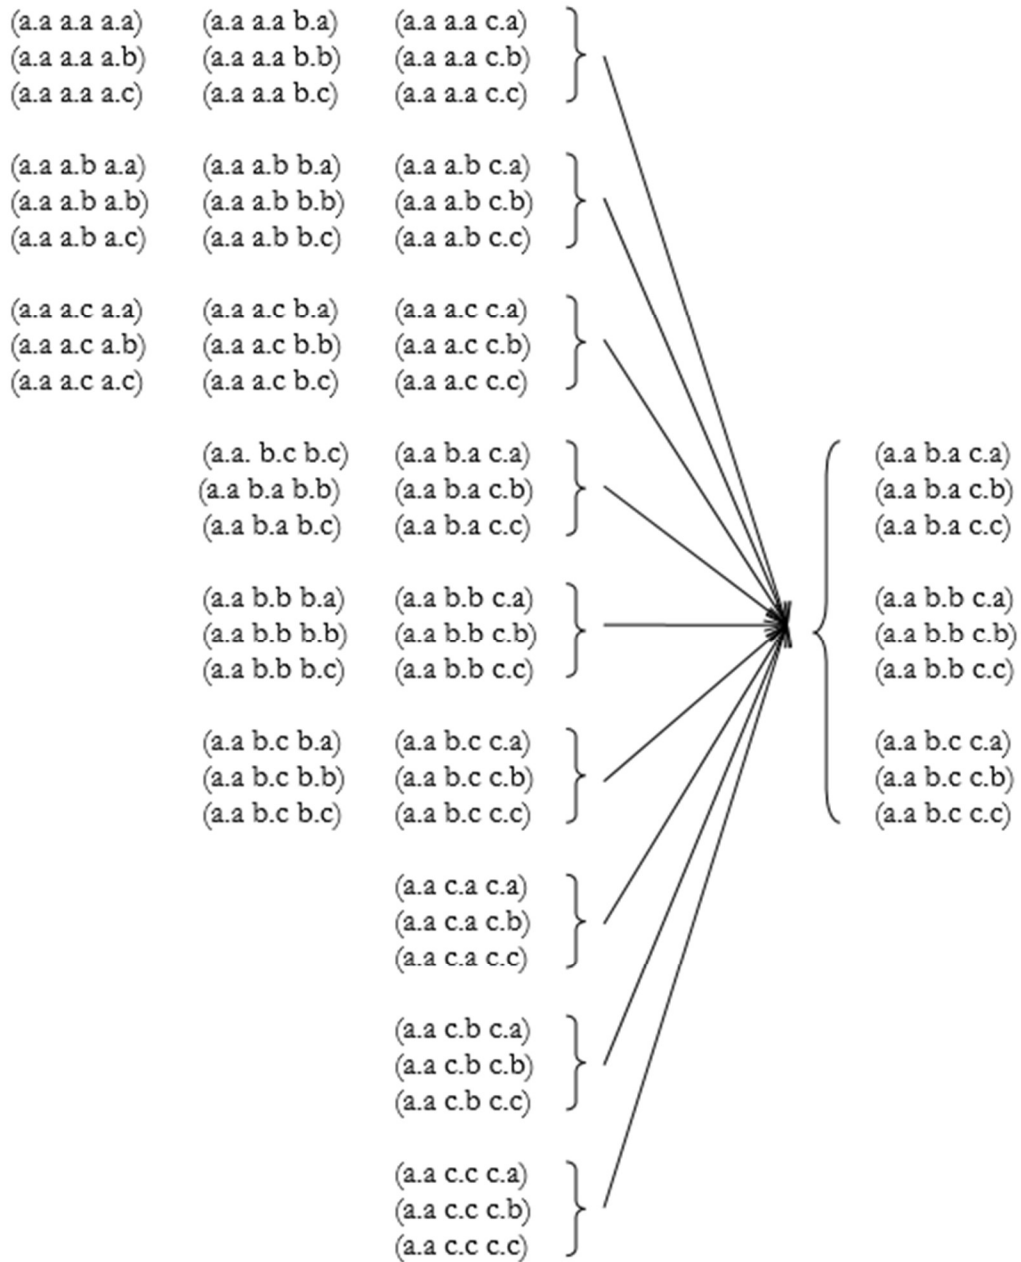 (a.a a.a a.a) (a.a a.a b.a) (a.a a.a c.a)
(a.a a.a a.b) (a.a a.a b.b) (a.a a.a c.b)
(a.a a.a a.c) (a.a a.a b.c) (a.a a.a c.c)
(a.a a.b a.a) (a.a a.b b.a) (a.a a.b c.a)
(a.a a.b a.b) (a.a a.b b.b) (a.a a.b c.b)
(a.a a.b a.c) (a.a a.b b.c) (a.a a.b c.c)
(a.a a.c a.a) (a.a a.c b.a) (a.a a.c c.a)
(a.a a.c a.b) (a.a a.c b.b) (a.a a.c c.b)
(a.a a.c a.c) (a.a a.c b.c) (a.a a.c c.c)
(a.a. b.c b.c) (a.a b.a c.a) (a.a b.a c.a)
(a.a b.a b.b) (a.a b.a c.b) (a.a b.a c.b)
(a.a b.a b.c) (a.a b.a c.c) (a.a b.a c.c)
(a.a b.b b.a) (a.a b.b c.a) (a.a b.b c.a)
(a.a b.b b.b) (a.a b.b c.b) (a.a b.b c.b)
(a.a b.b b.c) (a.a b.b c.c) (a.a b.b c.c)
(a.a b.c b.a) (a.a b.c c.a) (a.a b.c c.a)
(a.a b.c b.b) (a.a b.c c.b) (a.a b.c c.b)
(a.a b.c b.c) (a.a b.c c.c) (a.a b.c c.c)
(a.a c.a c.a)
(a.a c.a c.b)
(a.a c.a c.c)
(a.a c.b c.a)
(a.a c.b c.b)
(a.a c.b c.c)
(a.a c.c c.a)
(a.a c.c c.b)
(a.a c.c c.c)